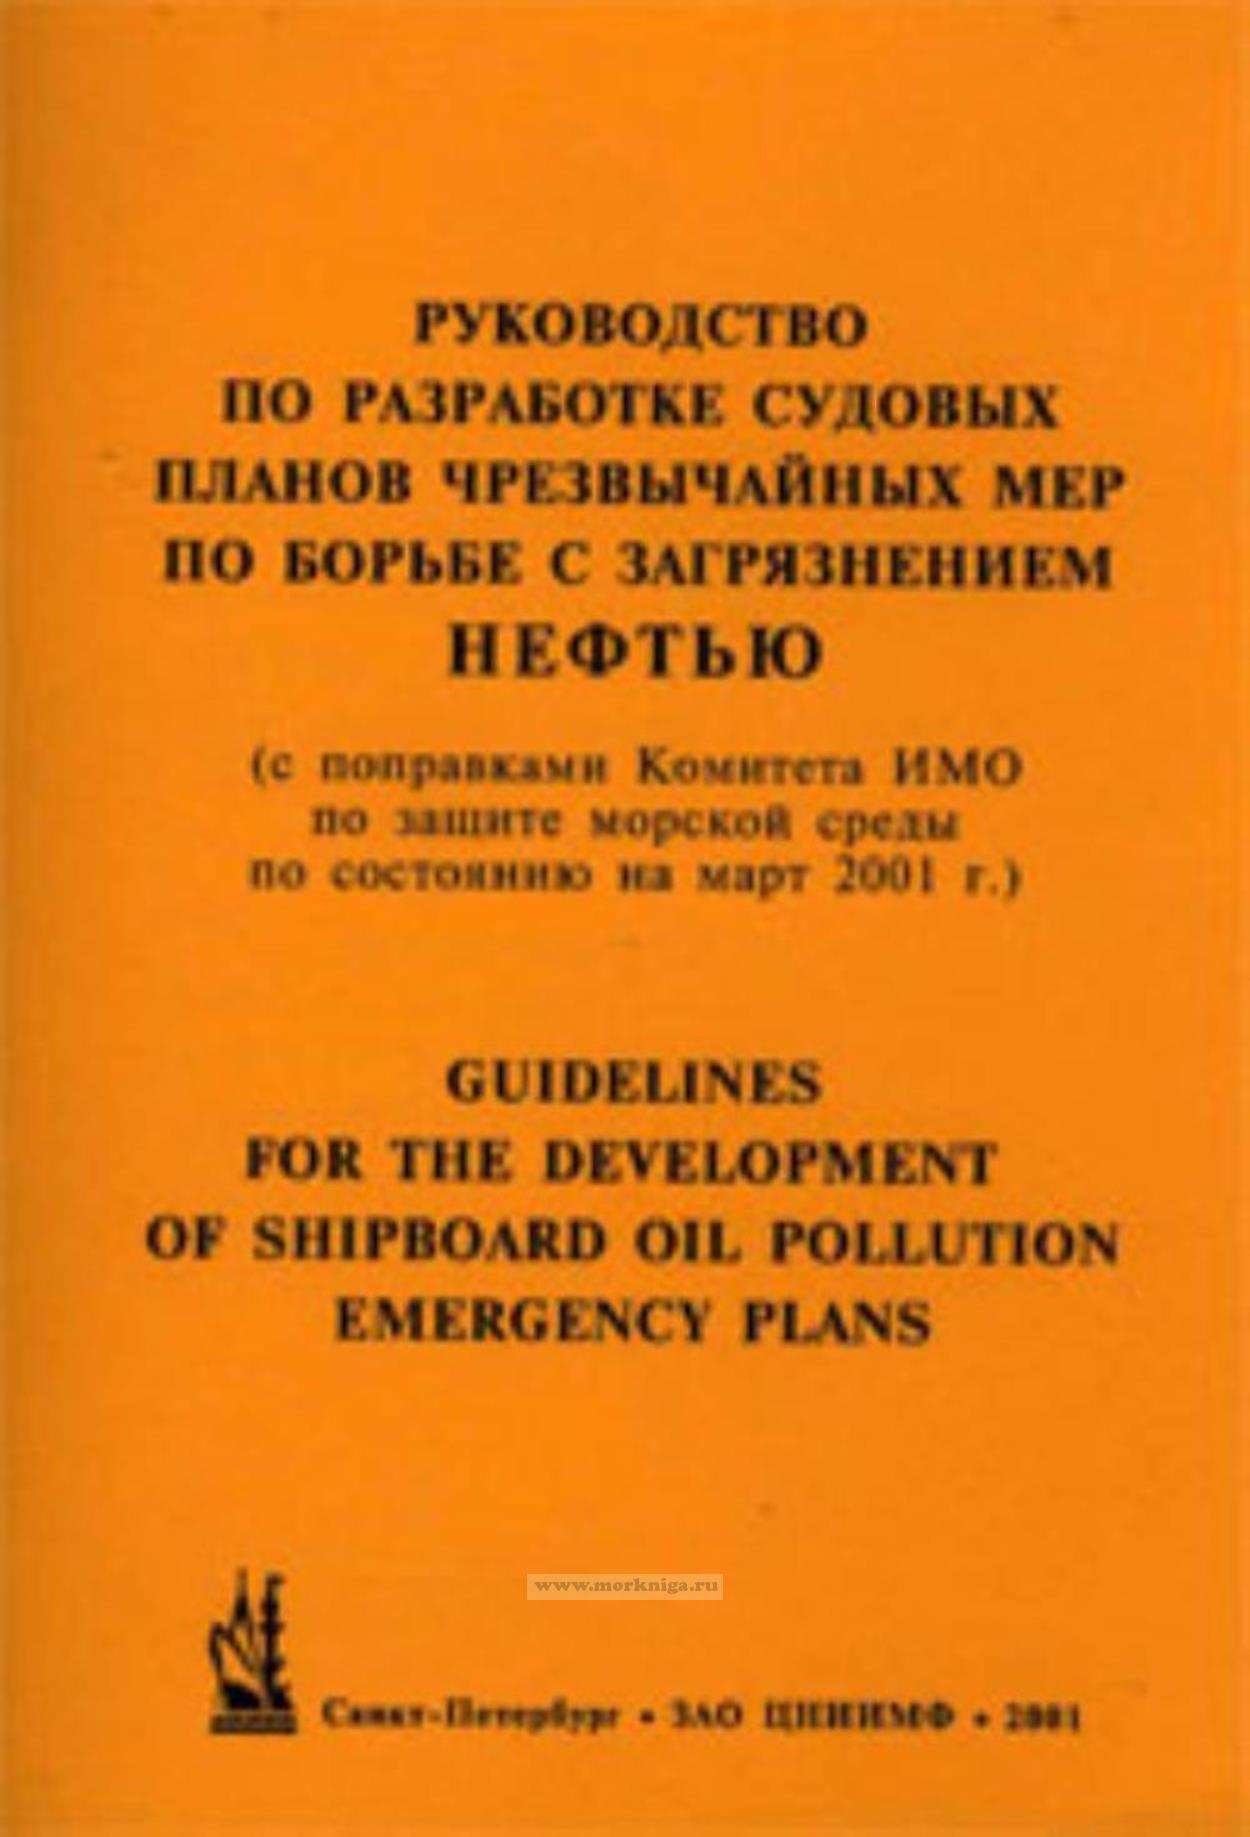 РУКОВОДСТВО
ПО РАЗРАБОТКЕ СУДОВЫХ
ПЛАНОВ ЧРЕЗВЫЧАЙНЫХ МЕР
ПО БОРЬБЕ С ЗАГРЯЗНЕНИЕМ
НЕФТЬЮ
(с поправками Комитета ИМО
по защите морской среды
по состоянию на март 2001 г.)
GUIDELINES
FOR THE DEVELOPMENT
OF SHIPBOARD OIL POLLUTION
EMERGENCY PLANS
www.morkniga.ru
Санкт-Петербург • ЗАО ЦНИИМФ • 2001